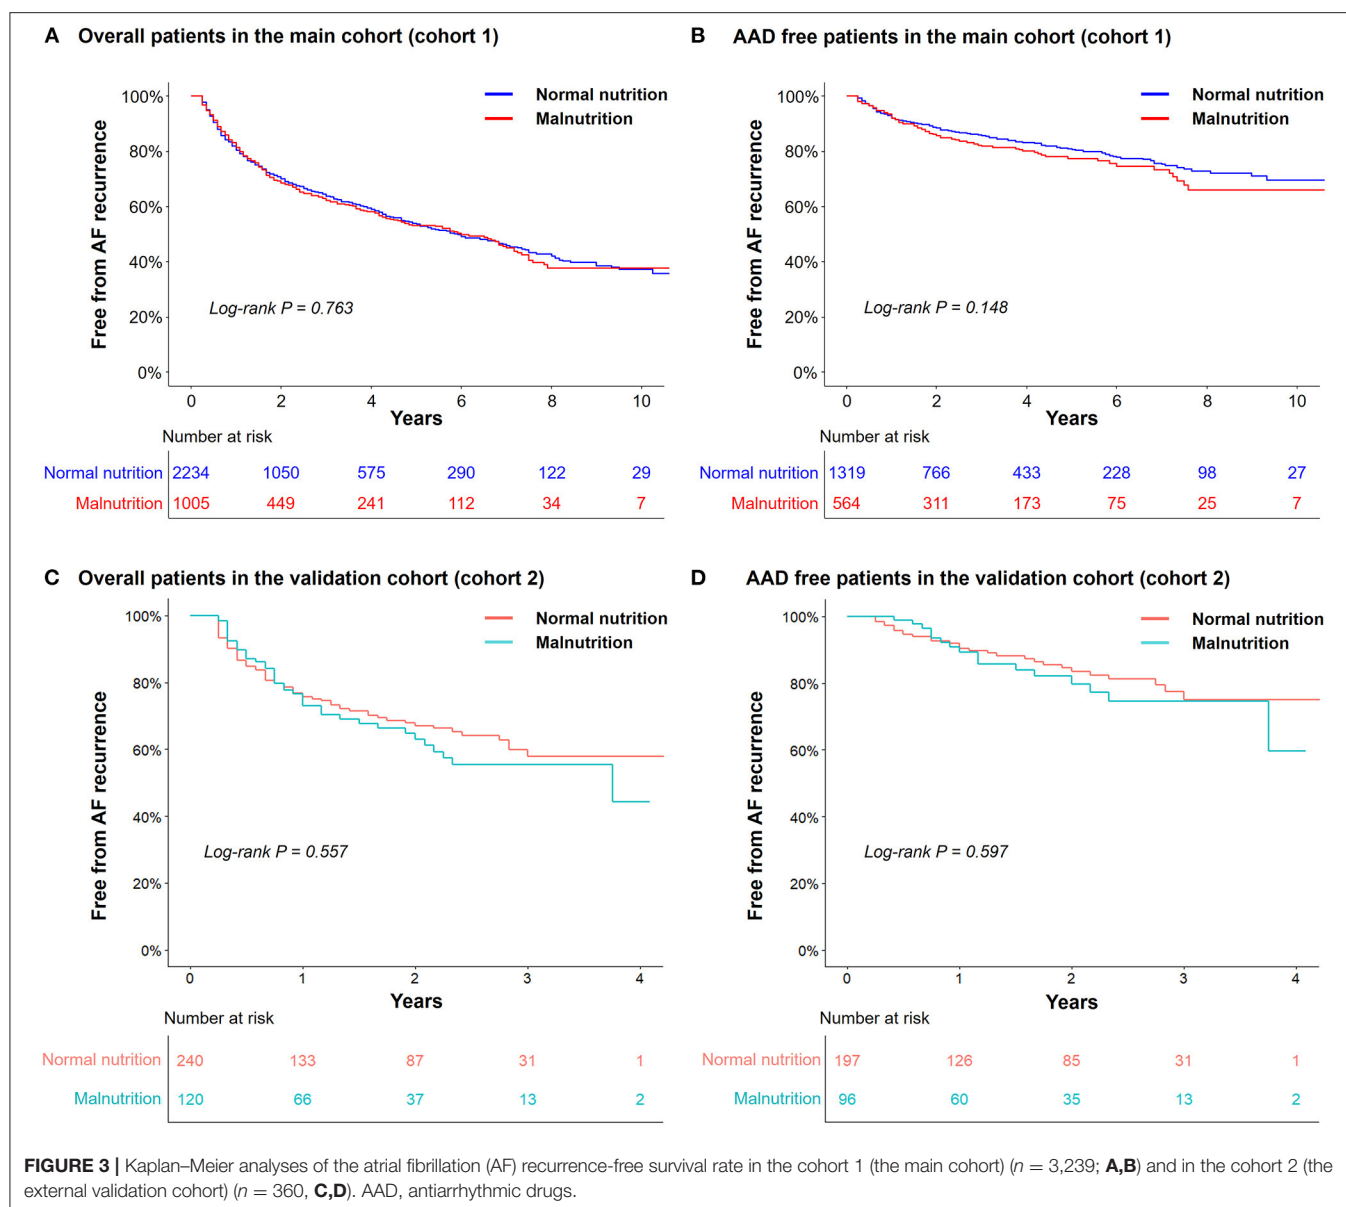 A Overall patients in the main cohort (cohort 1)
Free from AF recurrence
100%
80%
60%
40%
20%
0%
Normal nutrition
Malnutrition
Log-rank P = 0.763
0 2 4 6 8 10
Years
Number at risk
Normal nutrition 2234 1050 575 290 122 29
Malnutrition 1005 449 241 112 34 7
B AAD free patients in the main cohort (cohort 1)
Free from AF recurrence
100%
80%
60%
40%
20%
0%
Normal nutrition
Malnutrition
Log-rank P = 0.148
0 2 4 6 8 10
Years
Number at risk
Normal nutrition 1319 766 433 228 98 27
Malnutrition 564 311 173 75 25 7
C Overall patients in the validation cohort (cohort 2)
Free from AF recurrence
100%
80%
60%
40%
20%
0%
Normal nutrition
Malnutrition
Log-rank P = 0.557
0 1 2 3 4
Years
Number at risk
Normal nutrition 240 133 87 31 1
Malnutrition 120 66 37 13 2
D AAD free patients in the validation cohort (cohort 2)
Free from AF recurrence
100%
80%
60%
40%
20%
0%
Normal nutrition
Malnutrition
Log-rank P = 0.597
0 1 2 3 4
Years
Number at risk
Normal nutrition 197 126 85 31 1
Malnutrition 96 60 35 13 2
FIGURE 3 | Kaplan–Meier analyses of the atrial fibrillation (AF) recurrence-free survival rate in the cohort 1 (the main cohort) (n = 3,239; A,B) and in the cohort 2 (the
external validation cohort) (n = 360, C,D). AAD, antiarrhythmic drugs.